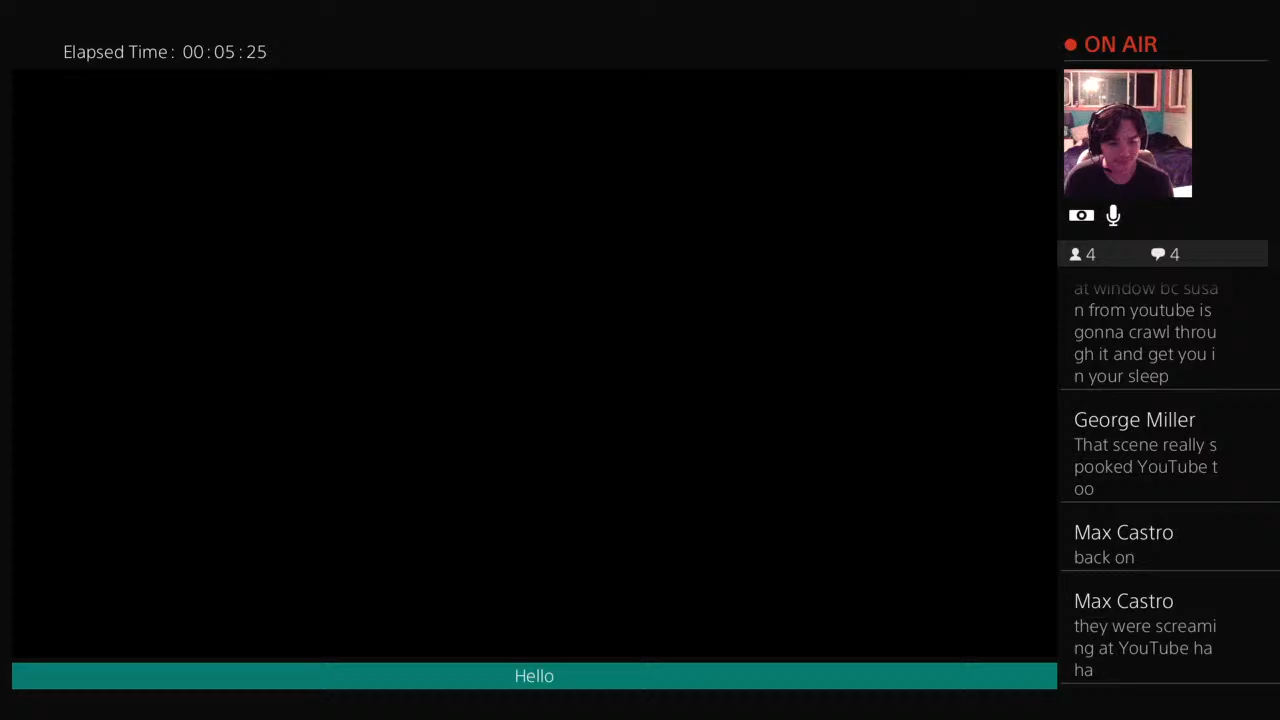 Elapsed Time: 00:05:25
ON AIR
4 4
at window bc susa
n from youtube is
gonna crawl throu
gh it and get you i
n your sleep
George Miller
That scene really s
pooked YouTube t
oo
Max Castro
back on
Max Castro
they were screami
ng at YouTube ha
ha
Hello